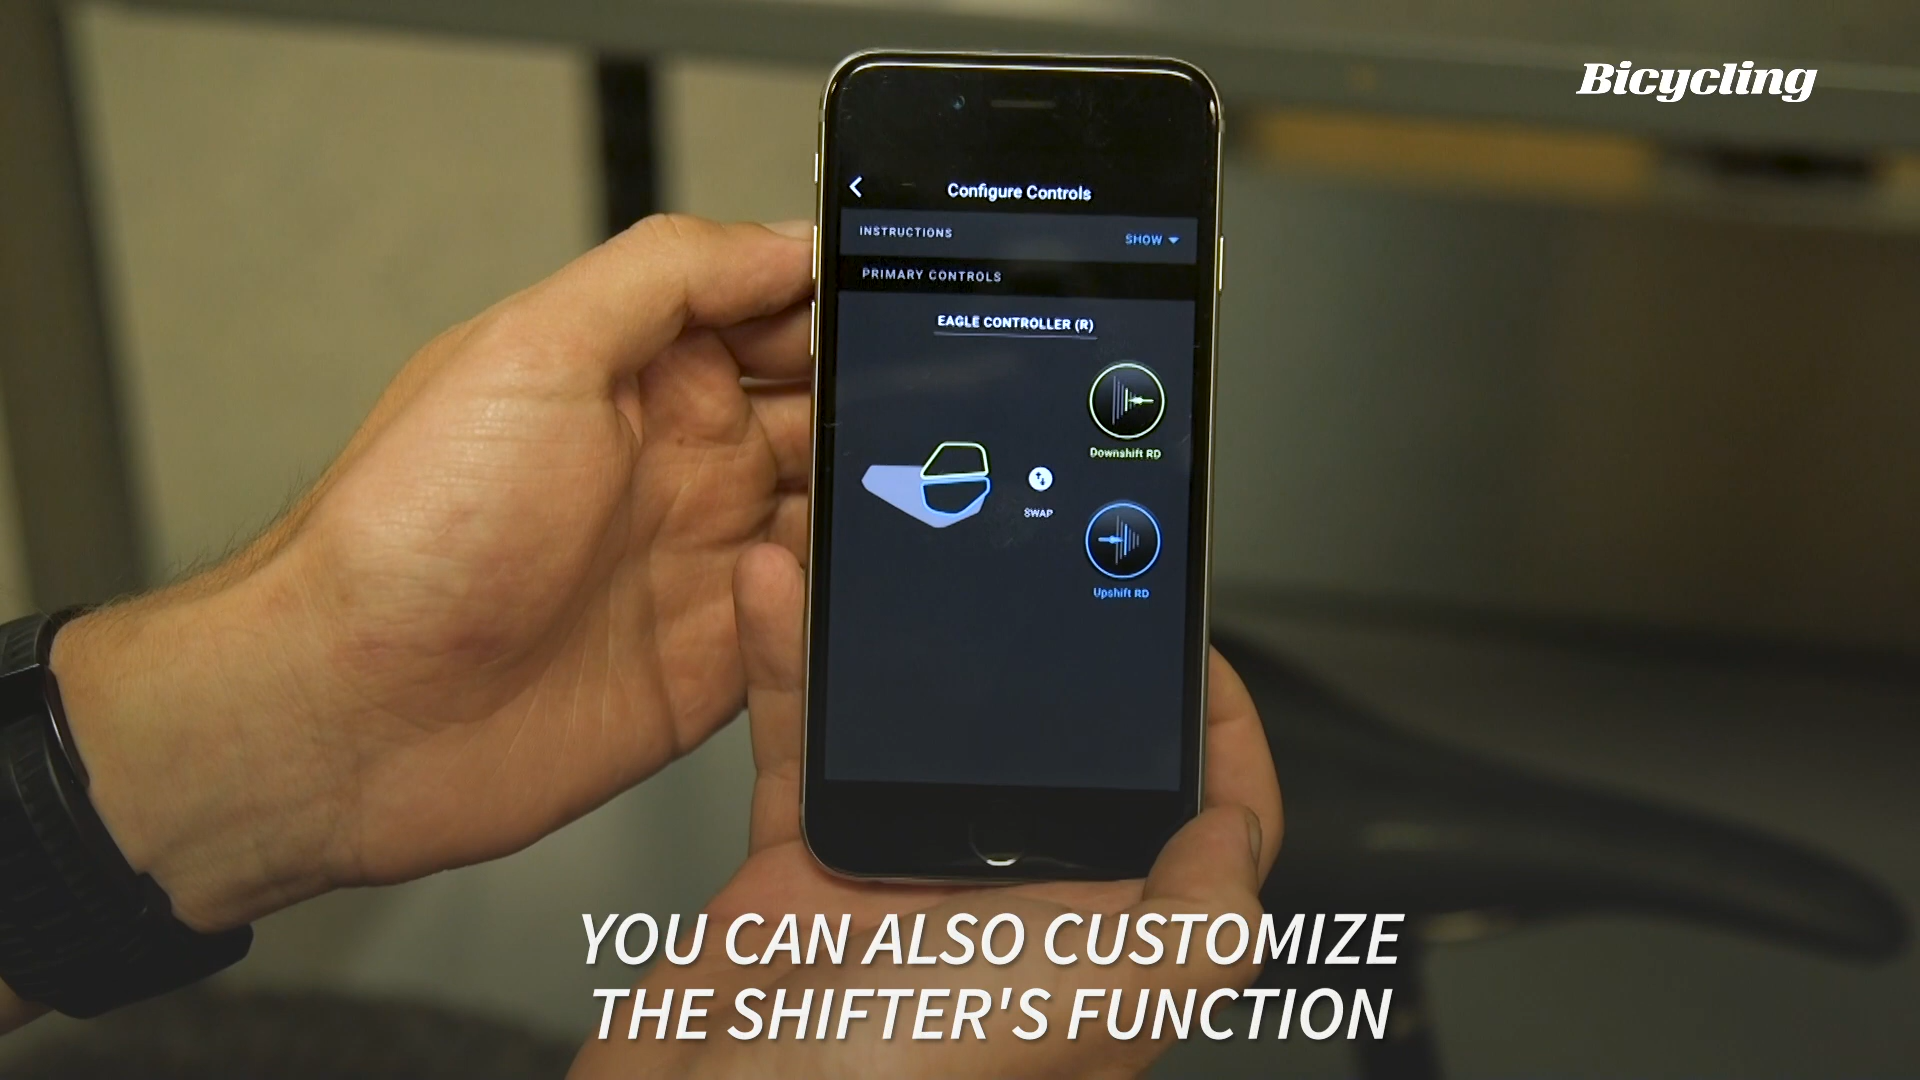 Bicycling
Configure Controls
INSTRUCTIONS
SHOW
PRIMARY CONTROLS
EAGLE CONTROLLER (R)
Downshift RD
SWAP
Upshift RD
YOU CAN ALSO CUSTOMIZE
THE SHIFTER'S FUNCTION